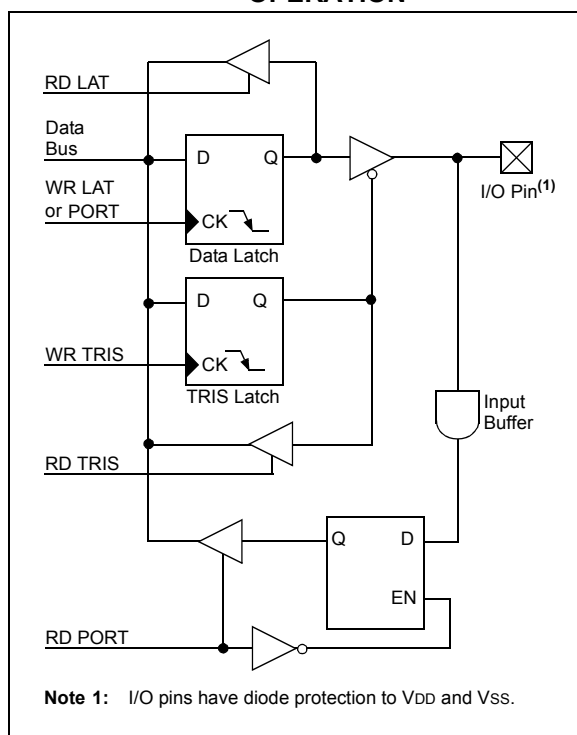 OPERATION
RD LAT
Data
Bus
D Q
WR LAT
or PORT
CK
Data Latch
I/O Pin(1)
D Q
WR TRIS
CK
TRIS Latch
Input
Buffer
RD TRIS
Q D
EN
RD PORT
Note 1: I/O pins have diode protection to VDD and VSS.